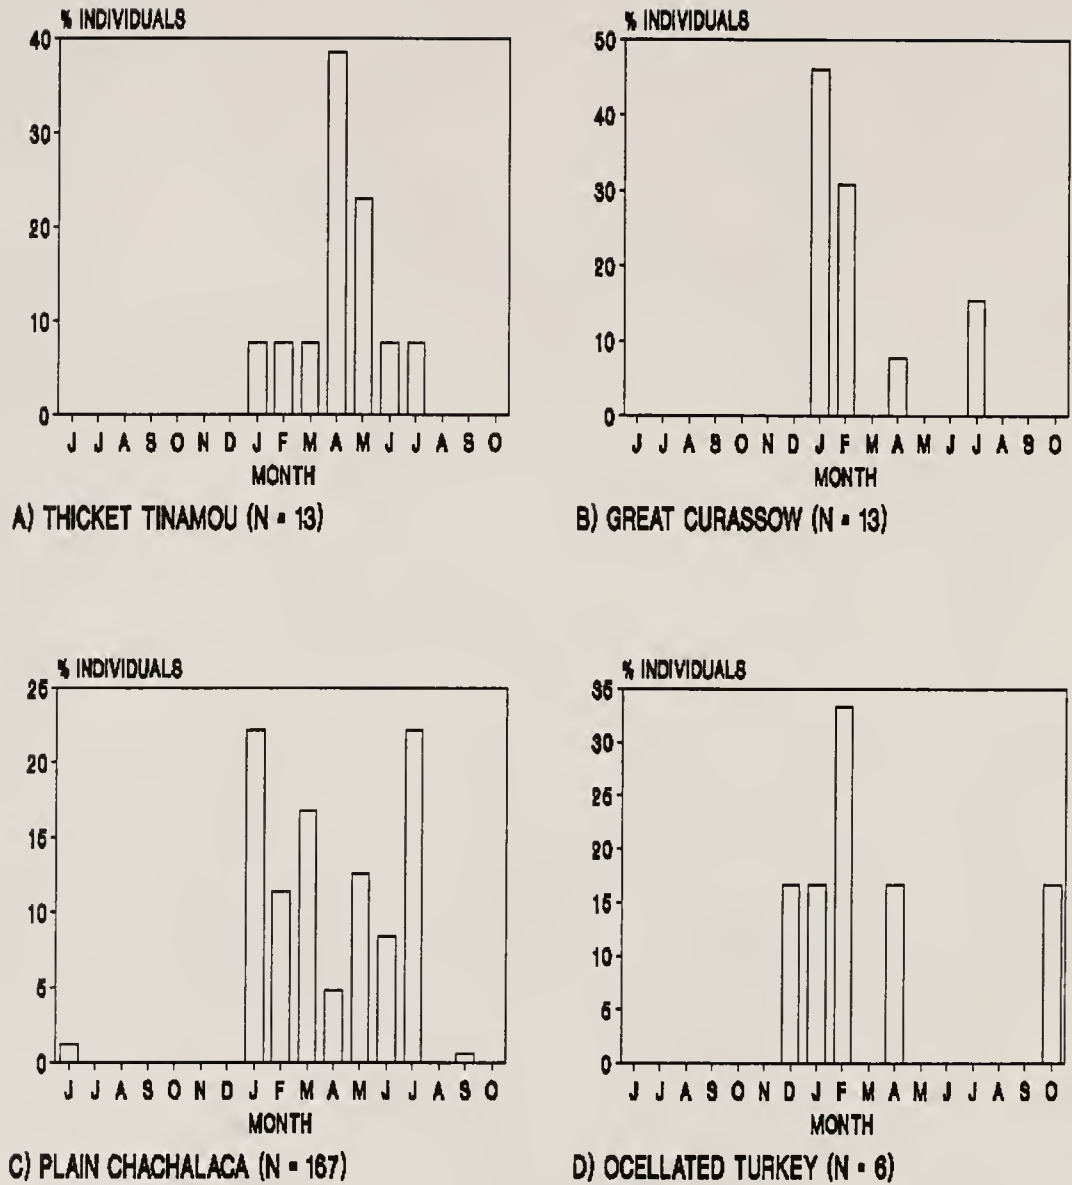 % INDIVIDUALS
40
30
20
10
0
J J A S O N D J F M A M J J A S O
MONTH
A) THICKET TINAMOU (N = 13)
% INDIVIDUALS
50
40
30
20
10
0
J J A S O N D J F M A M J J A S O
MONTH
B) GREAT CURASSOW (N = 13)
% INDIVIDUALS
25
20
15
10
5
0
J J A S O N D J F M A M J J A S O
MONTH
C) PLAIN CHACHALACA (N = 167)
% INDIVIDUALS
35
30
25
20
15
10
5
0
J J A S O N D J F M A M J J A S O
MONTH
D) OCELLATED TURKEY (N = 6)